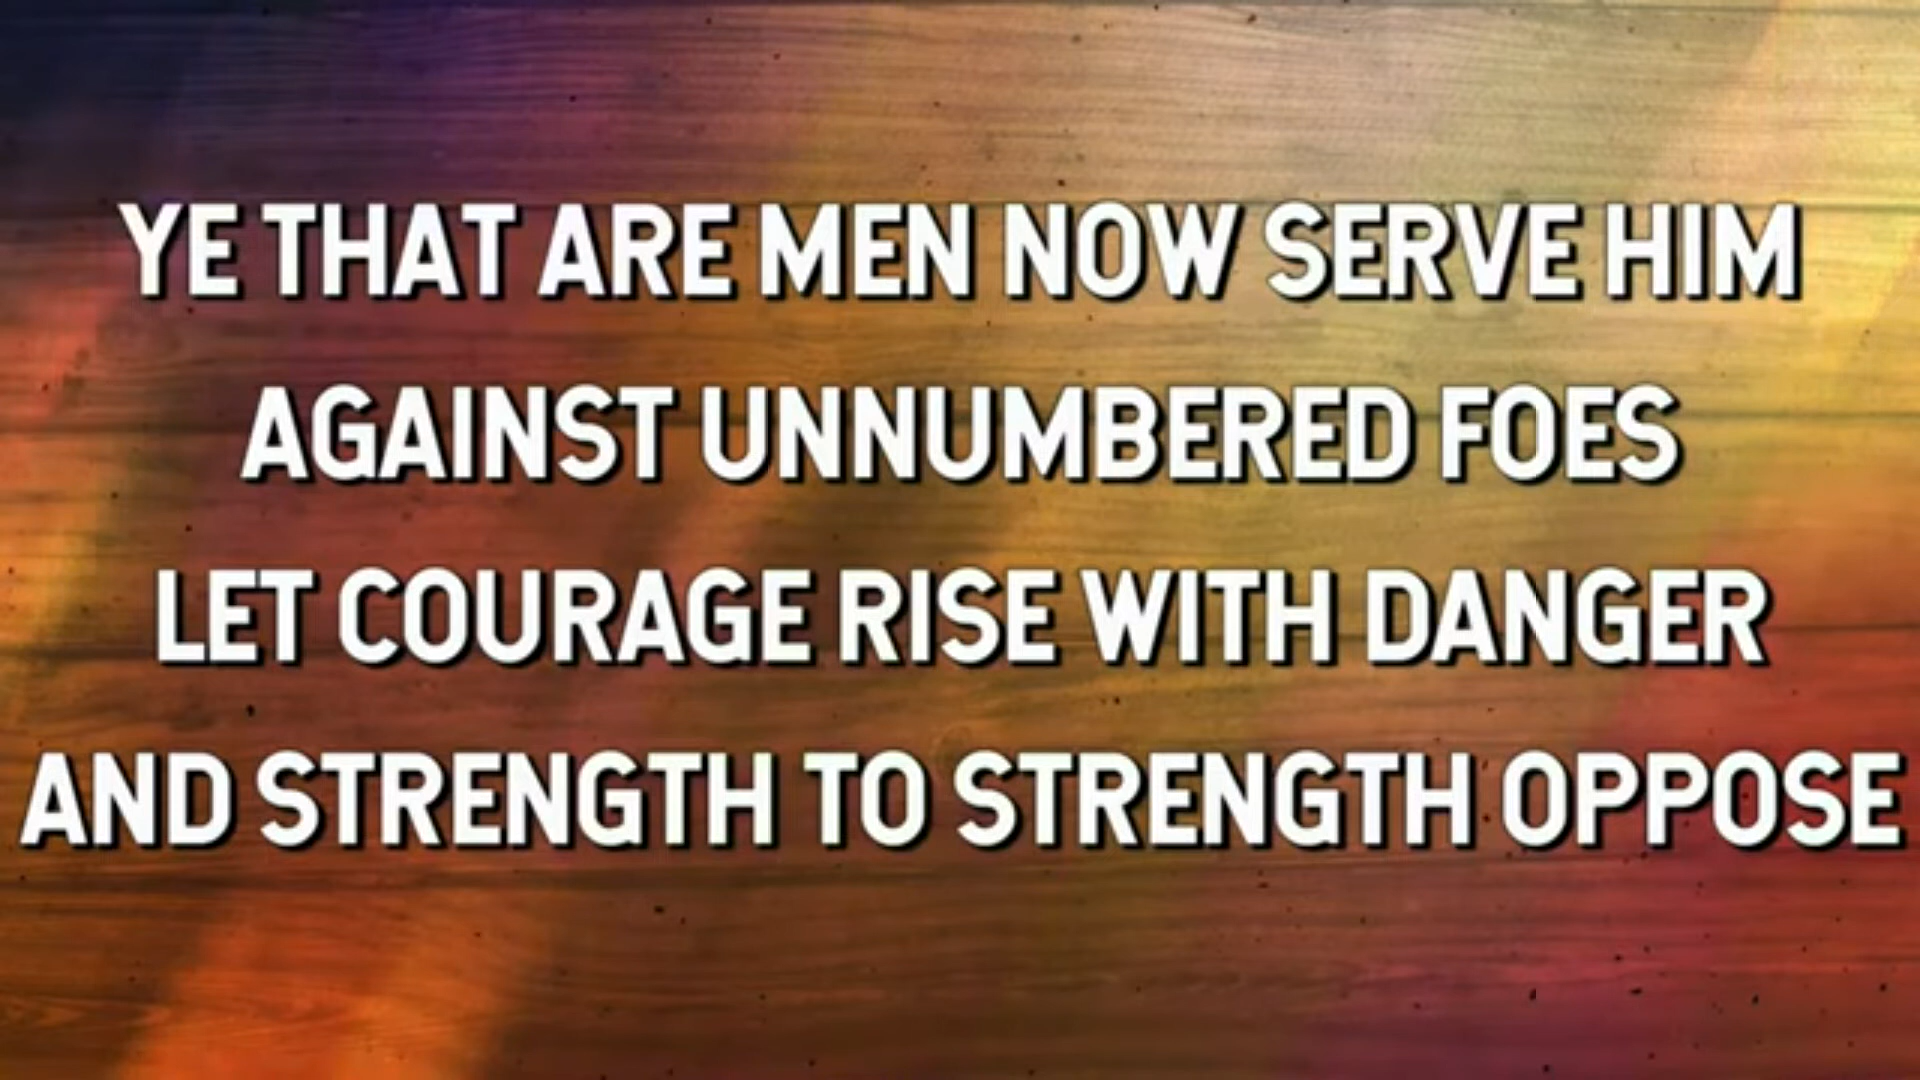 YE THAT ARE MEN NOW SERVE HIM
AGAINST UNNUMBERED FOES
LET COURAGE RISE WITH DANGER
AND STRENGTH TO STRENGTH OPPOSE